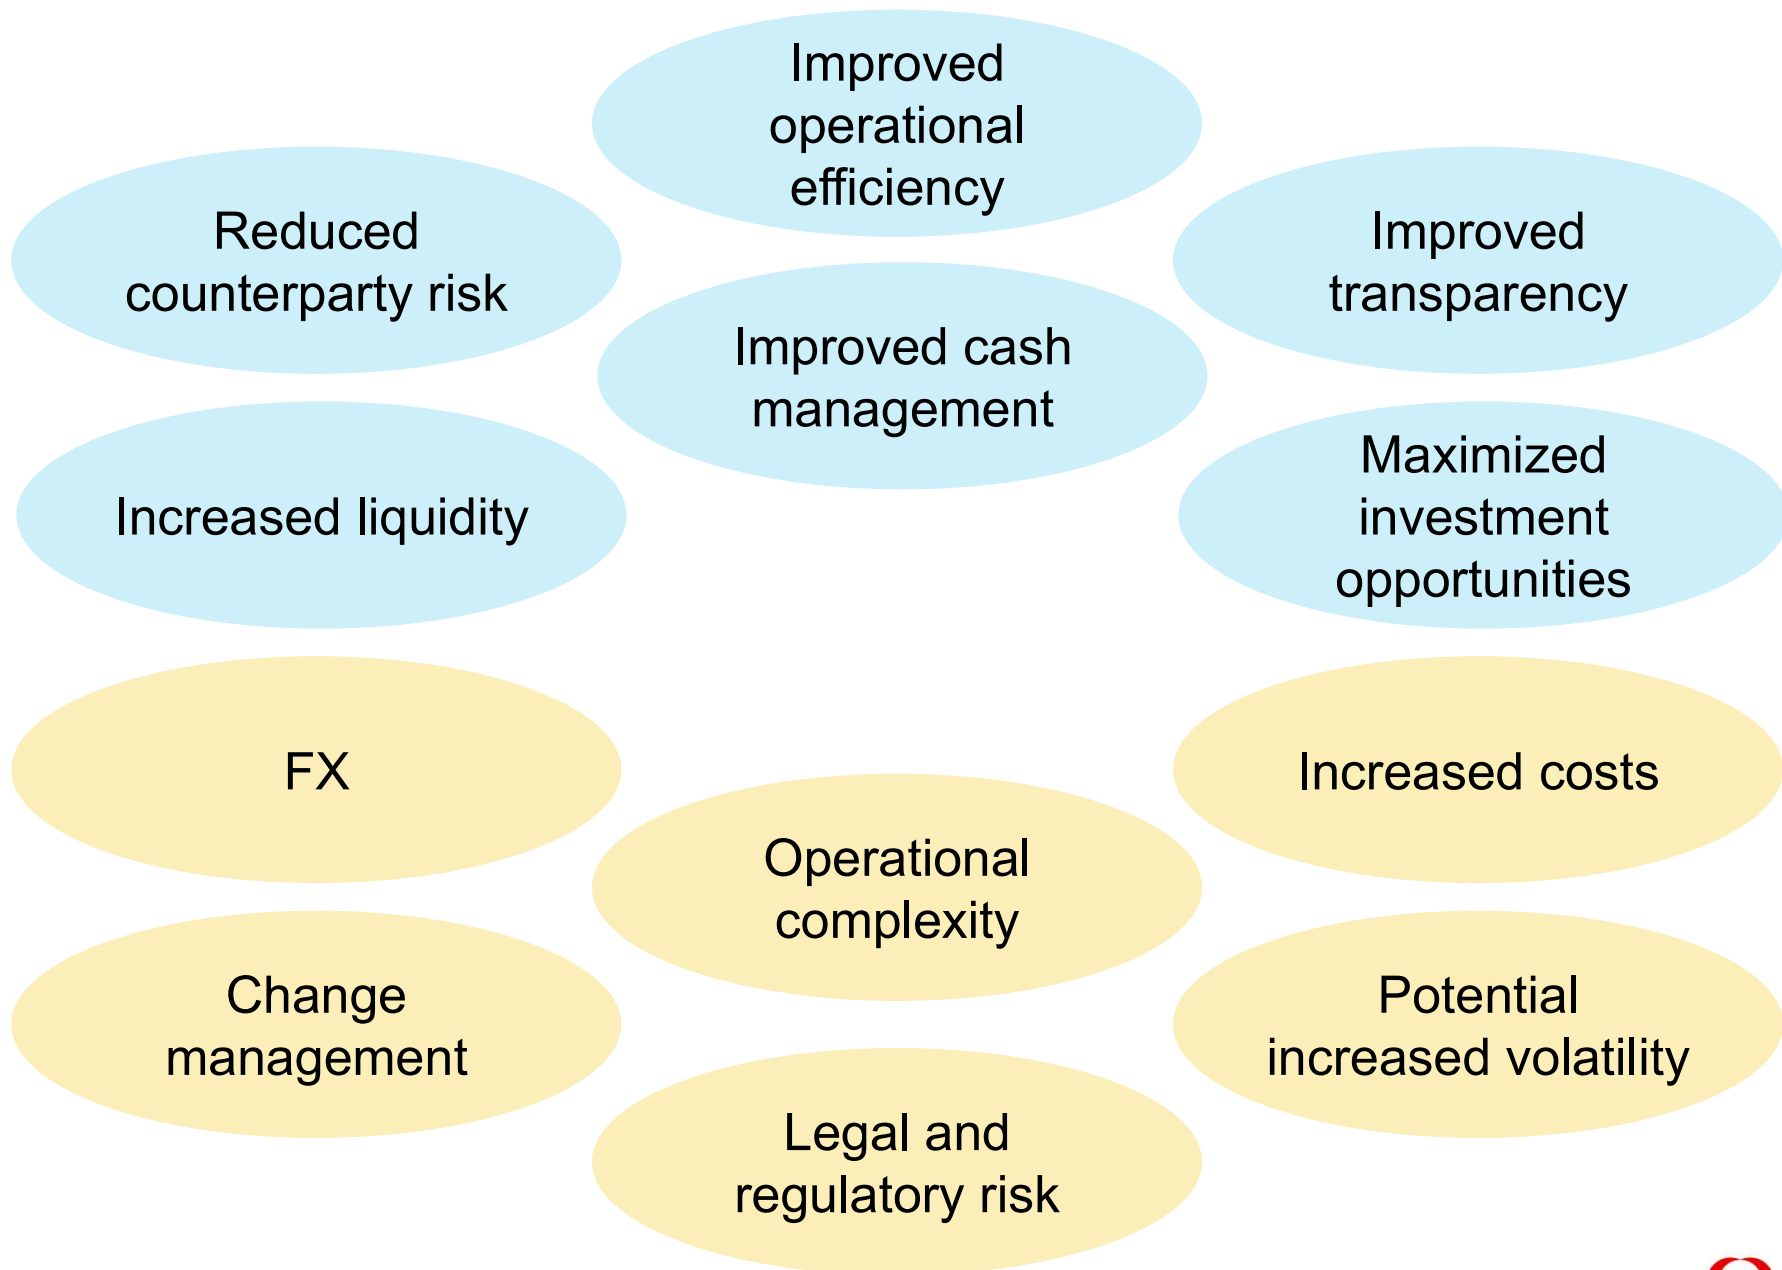 Improved
operational
efficiency
Reduced
counterparty risk
Improved
transparency
Improved cash
management
Increased liquidity
Maximized
investment
opportunities
FX
Increased costs
Operational
complexity
Change
management
Potential
increased volatility
Legal and
regulatory risk